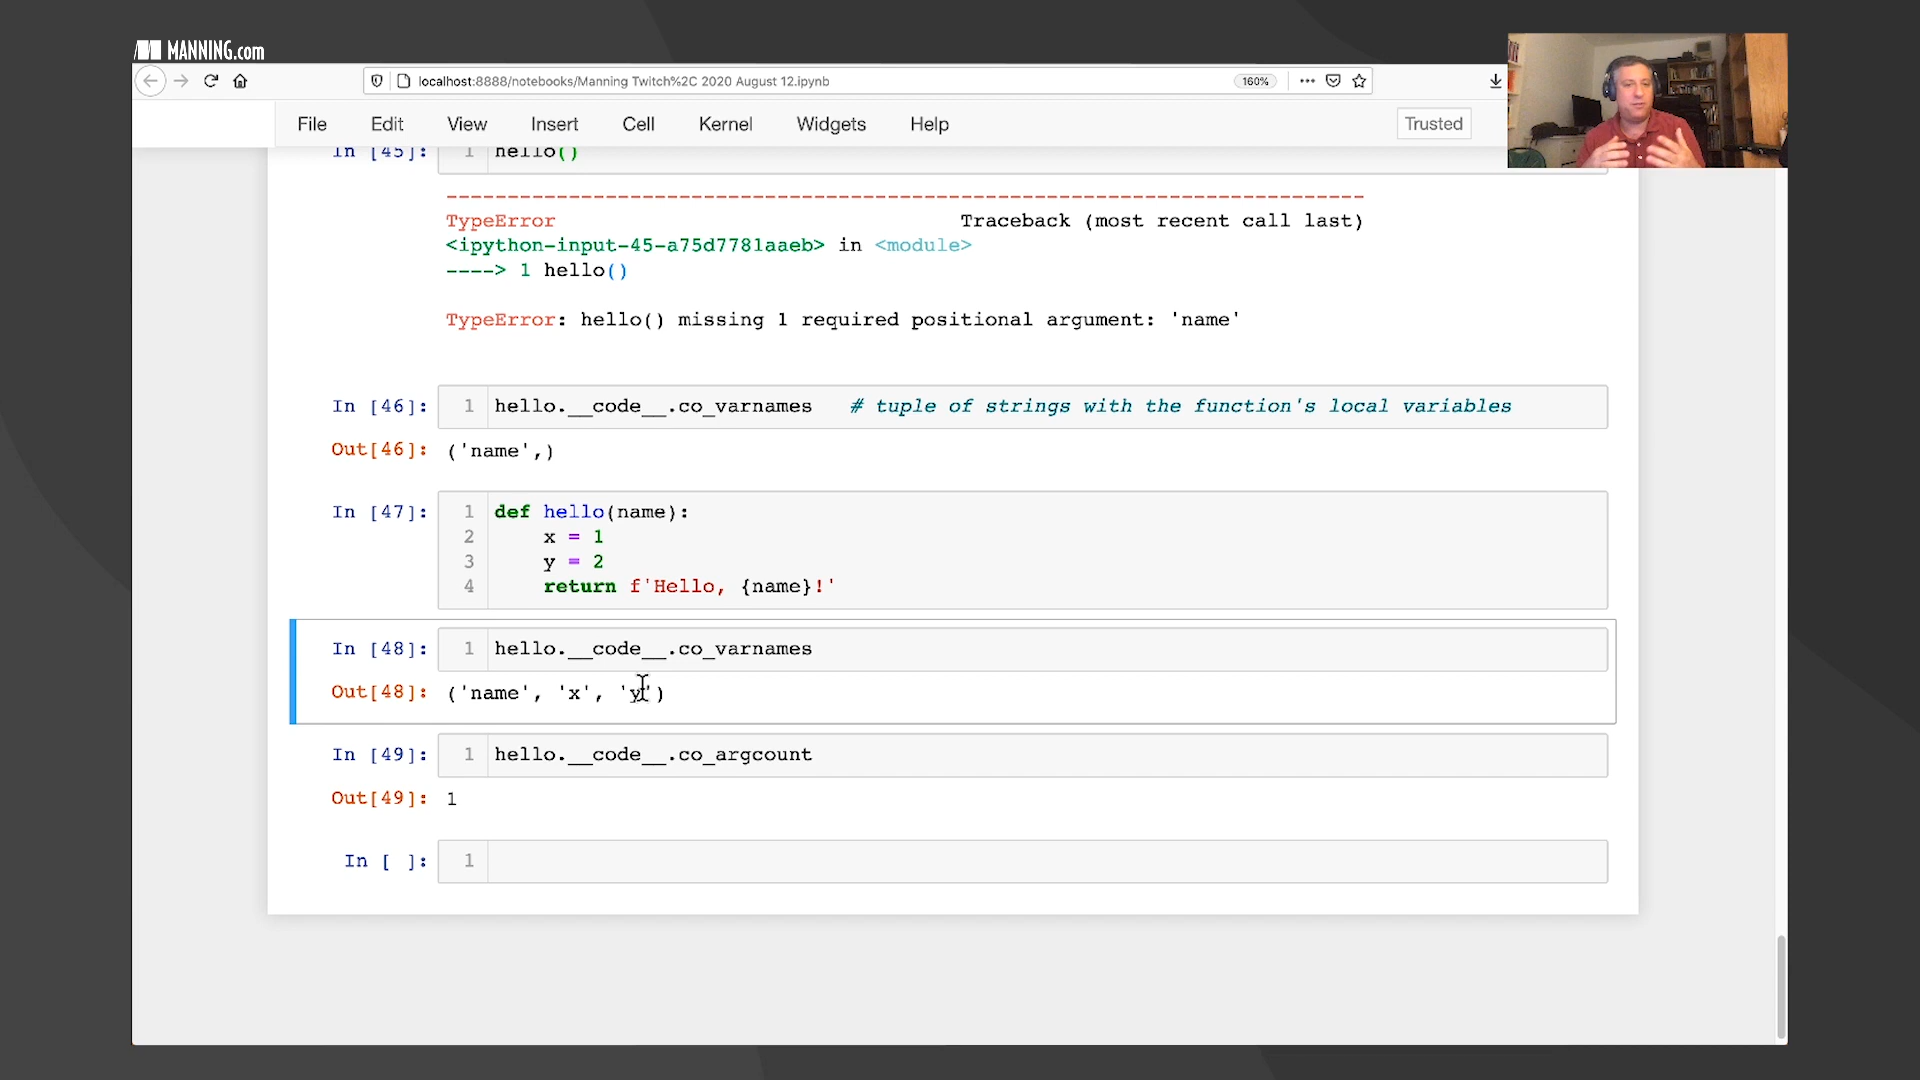 MANNING.com
localhost:8888/notebooks/Manning Twitch%2C 2020 August 12.ipynb
160%
File Edit View Insert Cell Kernel Widgets Help
Trusted
In [45]: 1 hello()
---------------------------------------------------------------------------
TypeError Traceback (most recent call last)
<ipython-input-45-a75d7781aaeb> in <module>
----> 1 hello()
TypeError: hello() missing 1 required positional argument: 'name'
In [46]: 1 hello.__code__.co_varnames # tuple of strings with the function's local variables
Out[46]: ('name',)
In [47]: 1 def hello(name):
2 x = 1
3 y = 2
4 return f'Hello, {name}!'
In [48]: 1 hello.__code__.co_varnames
Out[48]: ('name', 'x', 'y')
In [49]: 1 hello.__code__.co_argcount
Out[49]: 1
In [ ]: 1